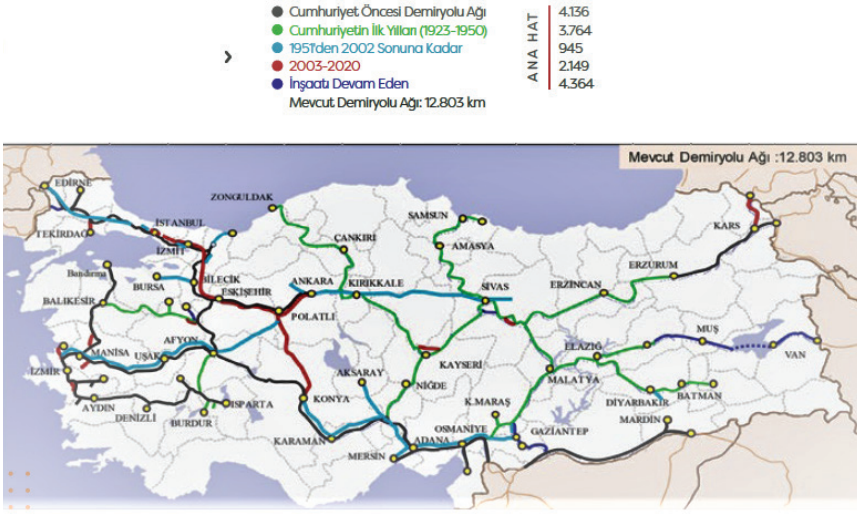 Cumhuriyet Öncesi Demiryolu Ağı 4.136
Cumhuriyetin İlk Yılları (1923-1950) 3.764
1951'den 2002 Sonuna Kadar 945
2003-2020 2.149
İnşaatı Devam Eden 4.364
ANA HAT
Mevcut Demiryolu Ağı: 12.803 km
Mevcut Demiryolu Ağı :12.803 km
EDİRNE
ZONGULDAK
SAMSUN
TEKİRDAG
İSTANBUL
KARS
İZMİT
ÇANKIRI
AMASYA
Bandırma
BURSA
BİLECİK
ANKARA
KIRIKKALE
SİVAS
ERZİNCAN
ERZURUM
BALIKESİR
ESKİŞEHİR
POLATLI
MANİSA
UŞAK
AFYON
KAYSERİ
ELAZIĞ
MUŞ
VAN
İZMİR
AKSARAY
MALATYA
AYDIN
DENİZLİ
BURDUR
ISPARTA
KONYA
NİĞDE
K.MARAŞ
DİYARBAKIR
BATMAN
MARDİN
KARAMAN
MERSİN
ADANA
OSMANİYE
GAZİANTEP